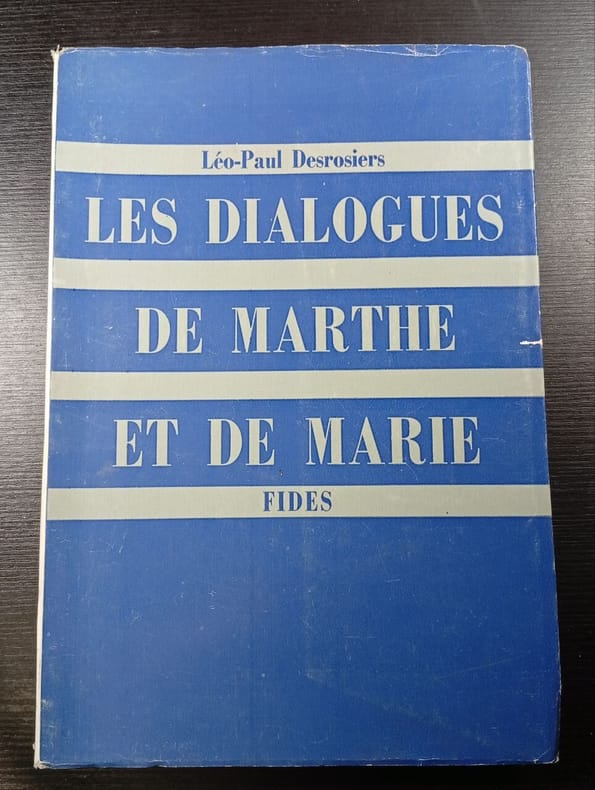 Léo-Paul Desrosiers
LES DIALOGUES
DE MARTHE
ET DE MARIE
FIDES